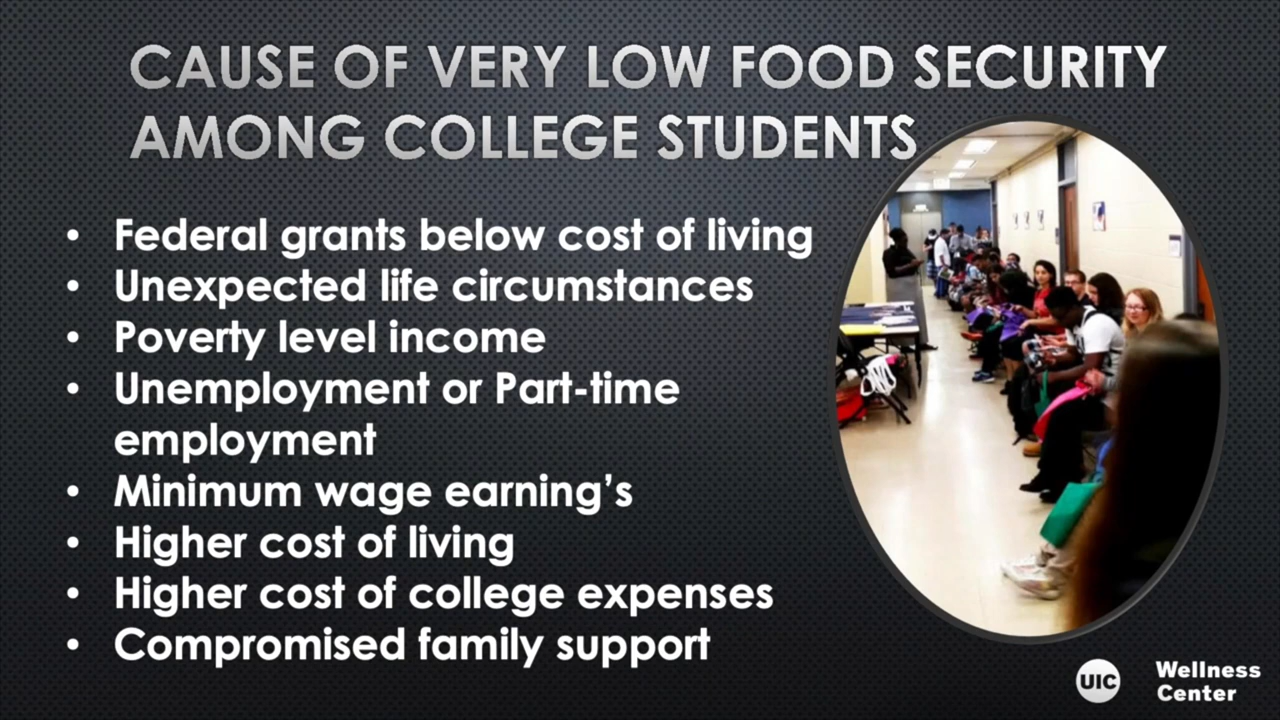 CAUSE OF VERY LOW FOOD SECURITY
AMONG COLLEGE STUDENTS
• Federal grants below cost of living
• Unexpected life circumstances
• Poverty level income
• Unemployment or Part-time
employment
• Minimum wage earning’s
• Higher cost of living
• Higher cost of college expenses
• Compromised family support
UIC
Wellness
Center